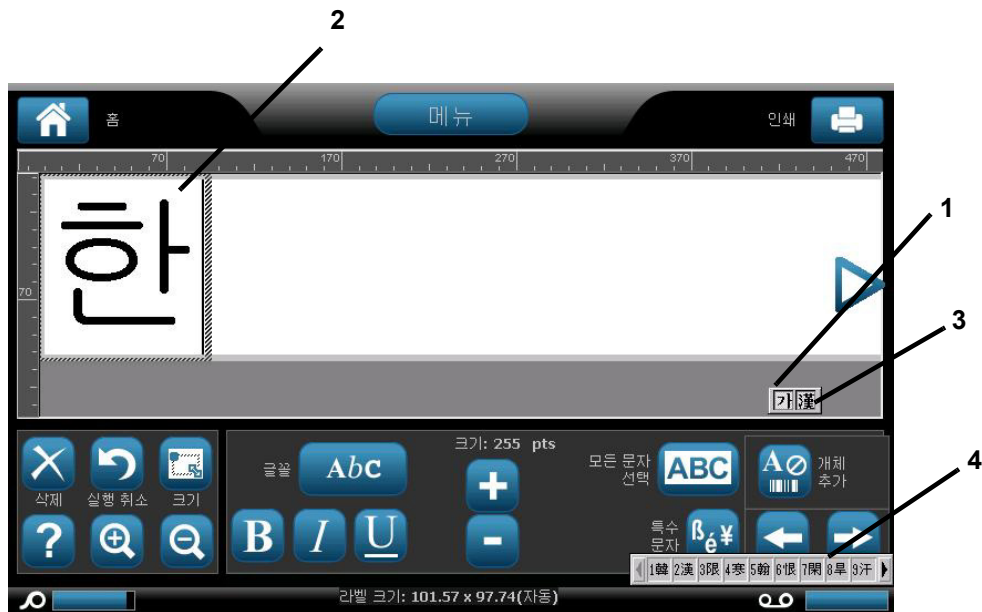 2
홈
메뉴
인쇄
70 170 270 370 470
1
한
70
3
가 漢
크기: 255 pts
글꼴
AbC
모든 문자
선택
ABC
A
개체
추가
4
삭제
실행 취소
크기
+
?
B
I
U
-
특수
문자
ßé¥
1韓 2漢 3限 4寒 5翰 6恨 7閑 8旱 9汗
라벨 크기: 101.57 x 97.74(자동)